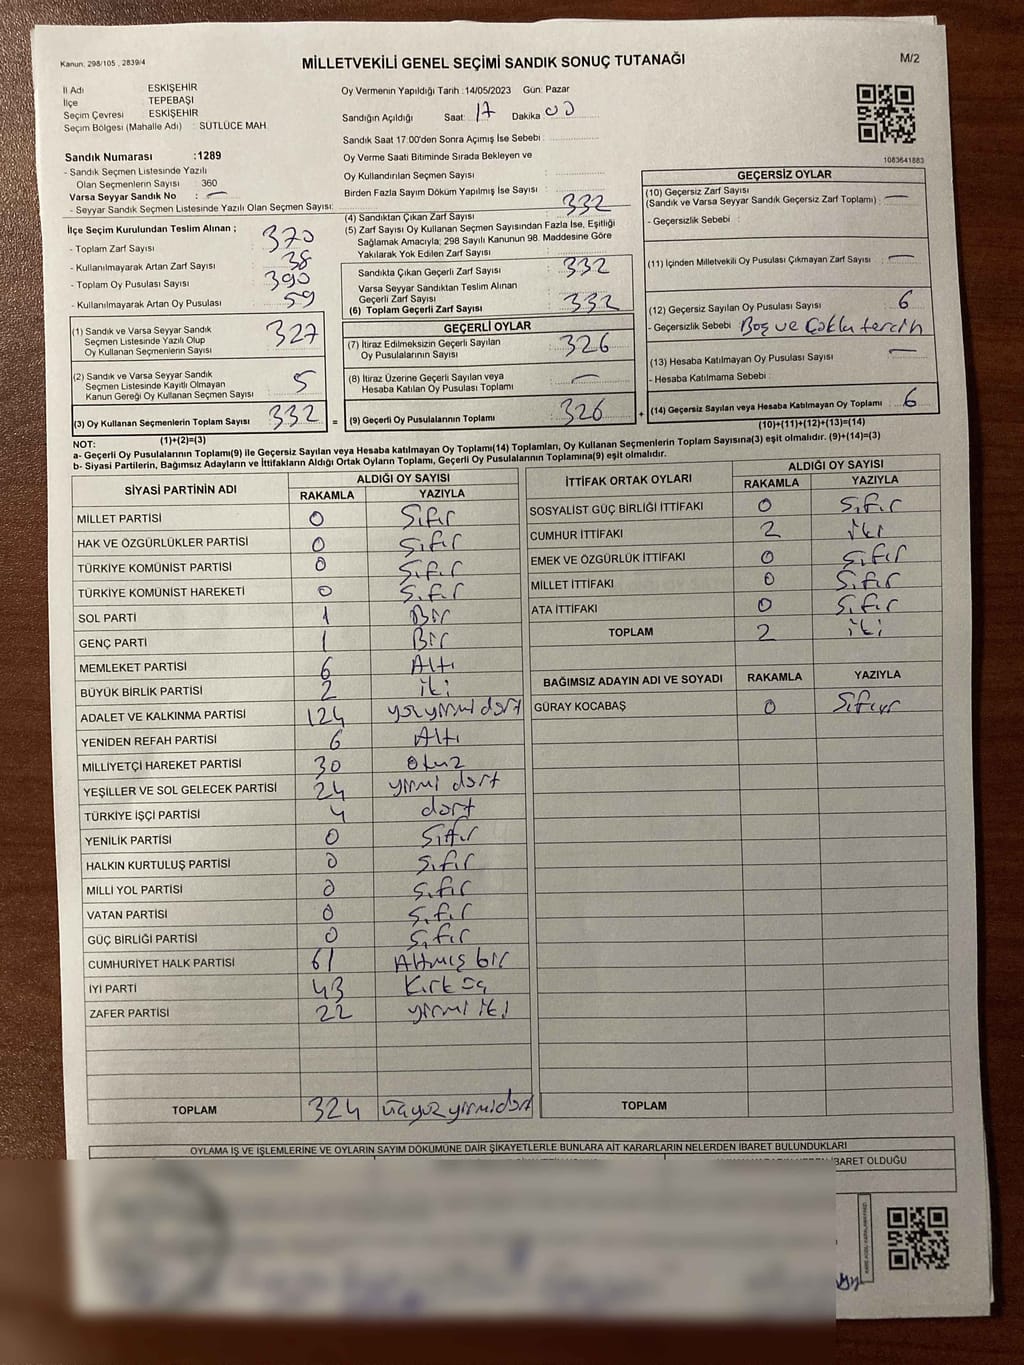 Kanun: 298/105 , 2839/4
MİLLETVEKİLİ GENEL SEÇİMİ SANDIK SONUÇ TUTANAĞI
M/2
İl Adı ESKİŞEHİR
İlçe TEPEBAŞI
Seçim Çevresi ESKİŞEHİR
Seçim Bölgesi (Mahalle Adı) : SÜTLÜCE MAH.
Oy Vermenin Yapıldığı Tarih :14/05/2023 Gün: Pazar
Sandığın Açıldığı Saat: 17 Dakika: 00
Sandık Saat 17:00'den Sonra Açımış İse Sebebi :
Oy Verme Saati Bitiminde Sırada Bekleyen ve
Oy Kullandırılan Seçmen Sayısı :
Birden Fazla Sayım Döküm Yapılmış İse Sayısı :
1083641883
Sandık Numarası :1289
- Sandık Seçmen Listesinde Yazılı
Olan Seçmenlerin Sayısı : 360
Varsa Seyyar Sandık No : —
- Seyyar Sandık Seçmen Listesinde Yazılı Olan Seçmen Sayısı:
İlçe Seçim Kurulundan Teslim Alınan ;
- Toplam Zarf Sayısı : 370
- Kullanılmayarak Artan Zarf Sayısı : 38
- Toplam Oy Pusulası Sayısı : 390
- Kullanılmayarak Artan Oy Pusulası : 59
(1) Sandık ve Varsa Seyyar Sandık
Seçmen Listesinde Yazılı Olup
Oy Kullanan Seçmenlerin Sayısı : 327
(2) Sandık ve Varsa Seyyar Sandık
Seçmen Listesinde Kayıtlı Olmayan
Kanun Gereği Oy Kullanan Seçmen Sayısı : 5
(3) Oy Kullanan Seçmenlerin Toplam Sayısı : 332
(1)+(2)=(3)
(4) Sandıktan Çıkan Zarf Sayısı : 332
(5) Zarf Sayısı Oy Kullanan Seçmen Sayısından Fazla İse, Eşitliği
Sağlamak Amacıyla; 298 Sayılı Kanunun 98. Maddesine Göre
Yakılarak Yok Edilen Zarf Sayısı :
Sandıkta Çıkan Geçerli Zarf Sayısı : 332
Varsa Seyyar Sandıktan Teslim Alınan
Geçerli Zarf Sayısı :
(6) Toplam Geçerli Zarf Sayısı : 332
GEÇERLİ OYLAR
(7) İtiraz Edilmeksizin Geçerli Sayılan
Oy Pusulalarının Sayısı : 326
(8) İtiraz Üzerine Geçerli Sayılan veya
Hesaba Katılan Oy Pusulası Toplamı : —
= (9) Geçerli Oy Pusulalarının Toplamı : 326
GEÇERSİZ OYLAR
(10) Geçersiz Zarf Sayısı
(Sandık ve Varsa Seyyar Sandık Geçersiz Zarf Toplamı) : —
- Geçersizlik Sebebi :
(11) İçinden Milletvekili Oy Pusulası Çıkmayan Zarf Sayısı : —
(12) Geçersiz Sayılan Oy Pusulası Sayısı : 6
- Geçersizlik Sebebi : Boş ve Çoklu tercih
(13) Hesaba Katılmayan Oy Pusulası Sayısı : —
- Hesaba Katılmama Sebebi :
+ (14) Geçersiz Sayılan veya Hesaba Katılmayan Oy Toplamı : 6
(10)+(11)+(12)+(13)=(14)
NOT:
a- Geçerli Oy Pusulalarının Toplamı(9) ile Geçersiz Sayılan veya Hesaba katılmayan Oy Toplamı(14) Toplamları, Oy Kullanan Seçmenlerin Toplam Sayısına(3) eşit olmalıdır. (9)+(14)=(3)
b- Siyasi Partilerin, Bağımsız Adayların ve İttifakların Aldığı Ortak Oyların Toplamı, Geçerli Oy Pusulalarının Toplamına(9) eşit olmalıdır.
SİYASİ PARTİNİN ADI ALDIĞI OY SAYISI
RAKAMLA YAZIYLA
MİLLET PARTİSİ 0 Sıfır
HAK VE ÖZGÜRLÜKLER PARTİSİ 0 Sıfır
TÜRKİYE KOMÜNİST PARTİSİ 0 Sıfır
TÜRKİYE KOMÜNİST HAREKETİ 0 Sıfır
SOL PARTİ 1 Bir
GENÇ PARTİ 1 Bir
MEMLEKET PARTİSİ 6 Altı
BÜYÜK BİRLİK PARTİSİ 2 iki
ADALET VE KALKINMA PARTİSİ 124 yüzyirmi dört
YENİDEN REFAH PARTİSİ 6 Altı
MİLLİYETÇİ HAREKET PARTİSİ 30 otuz
YEŞİLLER VE SOL GELECEK PARTİSİ 24 yirmi dört
TÜRKİYE İŞÇİ PARTİSİ 4 dört
YENİLİK PARTİSİ 0 Sıfır
HALKIN KURTULUŞ PARTİSİ 0 Sıfır
MİLLİ YOL PARTİSİ 0 Sıfır
VATAN PARTİSİ 0 Sıfır
GÜÇ BİRLİĞİ PARTİSİ 0 Sıfır
CUMHURİYET HALK PARTİSİ 61 Altmış bir
İYİ PARTİ 43 Kırk üç
ZAFER PARTİSİ 22 yirmi iki
TOPLAM 324 üçyüz yirmidört
İTTİFAK ORTAK OYLARI ALDIĞI OY SAYISI
RAKAMLA YAZIYLA
SOSYALİST GÜÇ BİRLİĞİ İTTİFAKI 0 Sıfır
CUMHUR İTTİFAKI 2 iki
EMEK VE ÖZGÜRLÜK İTTİFAKI 0 Sıfır
MİLLET İTTİFAKI 0 Sıfır
ATA İTTİFAKI 0 Sıfır
TOPLAM 2 iki
BAĞIMSIZ ADAYIN ADI VE SOYADI RAKAMLA YAZIYLA
GÜRAY KOCABAŞ 0 Sıfır
TOPLAM
OYLAMA İŞ VE İŞLEMLERİNE VE OYLARIN SAYIM DÖKÜMÜNE DAİR ŞİKAYETLERLE BUNLARA AİT KARARLARIN NELERDEN İBARET BULUNDUKLARI
İBARET OLDUĞU